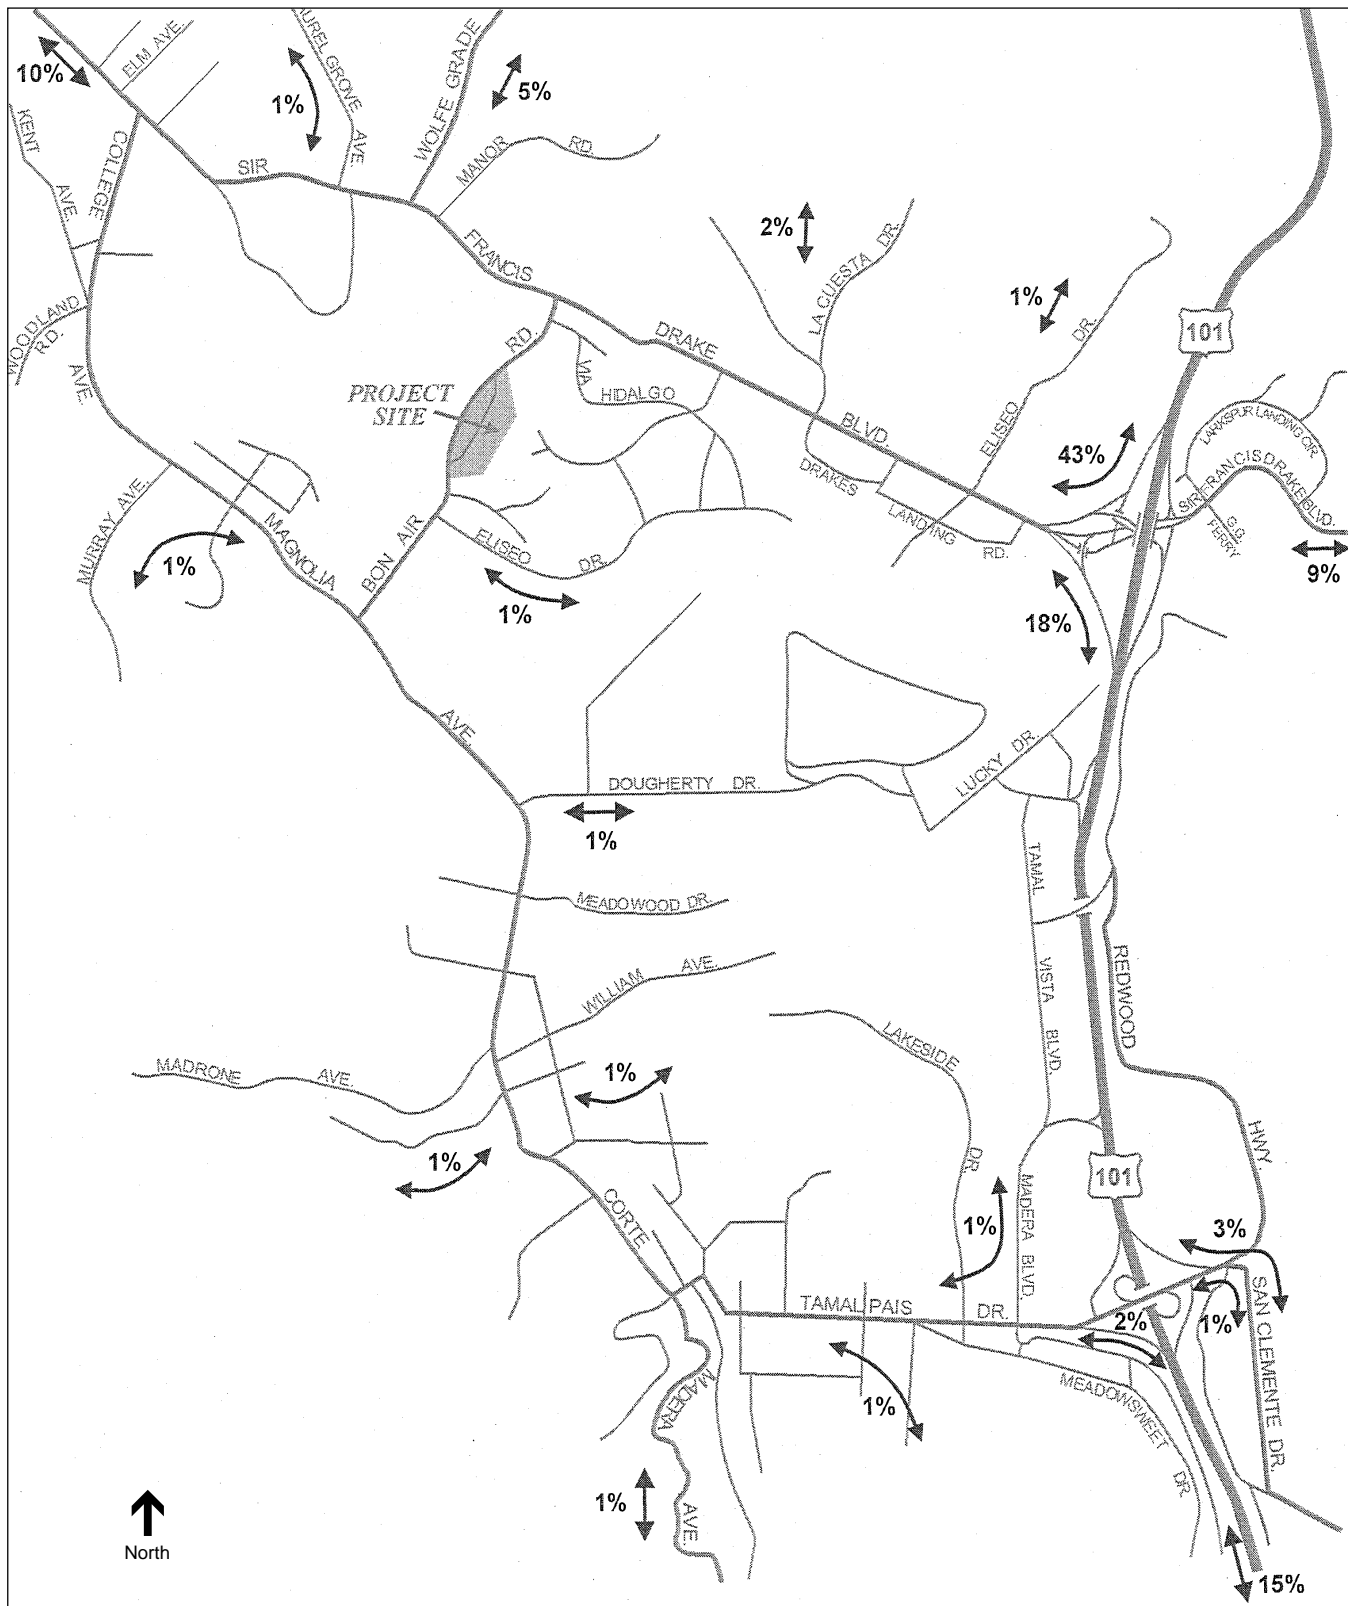 10%
ELM AVE.
1%
UREL GROVE
AVE.
WOLFE GRADE
5%
MANOR
RD.
KENT
AVE.
COLLEGE
SIR
FRANCIS
DRAKE
BLVD.
2%
LA CUESTA DR.
1%
ELISEO
DR.
101
WOODLAND
RD.
AVE.
RD.
VIA
HIDALGO
PROJECT
SITE
43%
LARKSPUR LANDING CIR
SIR FRANCIS DRAKE BLVD.
G.G.
FERRY
9%
DRAKES
LANDING
RD.
MURRAY AVE.
1%
MAGNOLIA
BON AIR
ELISEO
DR.
1%
18%
AVE.
DOUGHERTY DR.
1%
LUCKY DR.
TAMAL
VISTA
BLVD.
REDWOOD
HWY.
MEADOWOOD DR.
WILLIAM AVE.
LAKESIDE
DR.
MADRONE AVE.
1%
1%
CORTE
101
MADERA BLVD.
1%
3%
TAMALPAIS DR.
2%
1%
SAN CLEMENTE DR.
1%
MEADOWSWEET
DR.
MADERA
AVE.
1%
North
15%